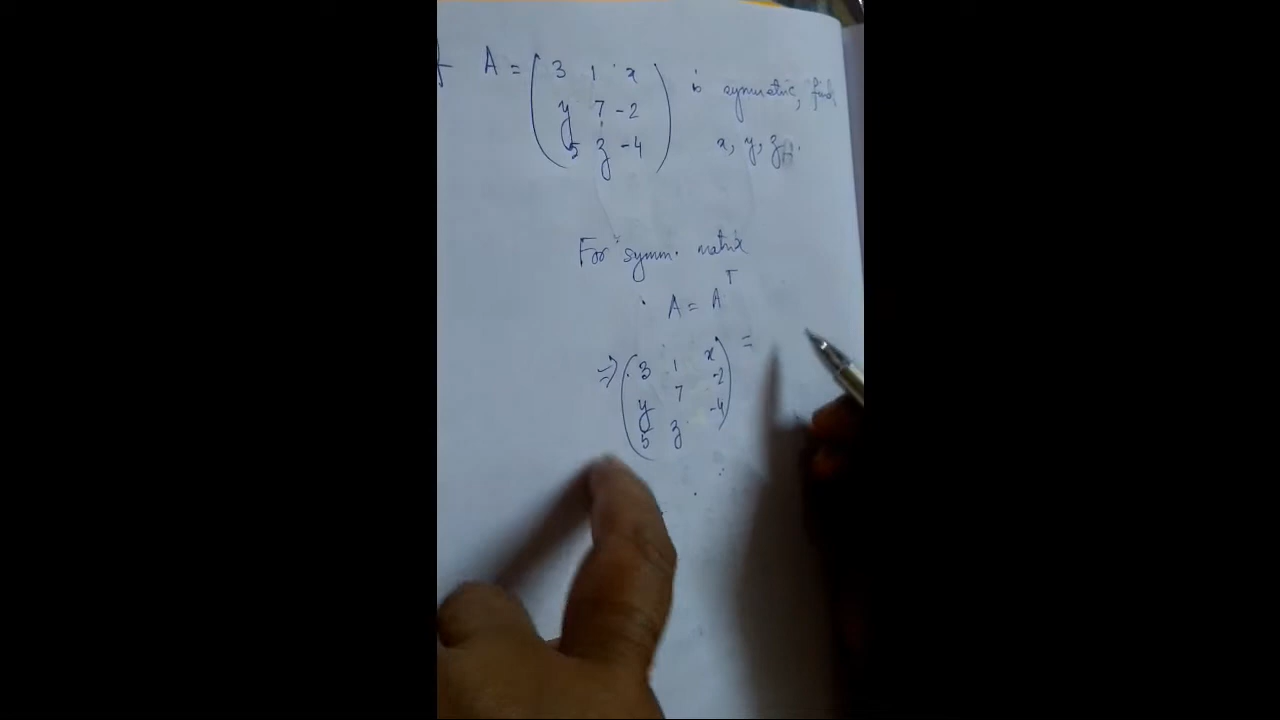 A = ( 3 1 x ) is symmetric, find
( y 7 -2 )
( 5 z -4 ) x, y, z
For symm. matrix
A = A^T
⇒ ( 3 1 x ) =
( y 7 -2 )
( 5 z -4 )